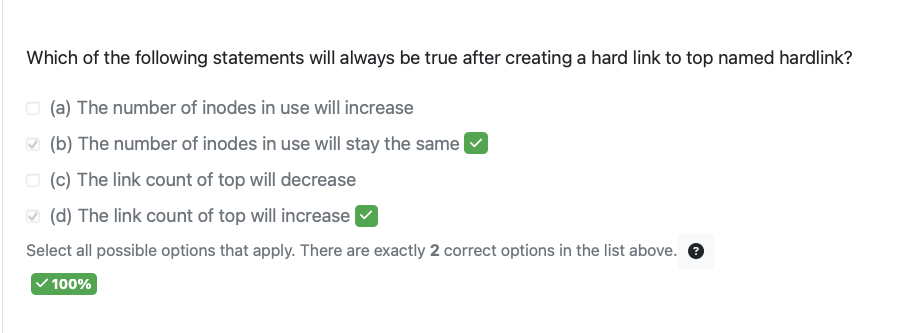 Which of the following statements will always be true after creating a hard link to top named hardlink?
(a) The number of inodes in use will increase
(b) The number of inodes in use will stay the same
(c) The link count of top will decrease
(d) The link count of top will increase
Select all possible options that apply. There are exactly 2 correct options in the list above. ?
100%